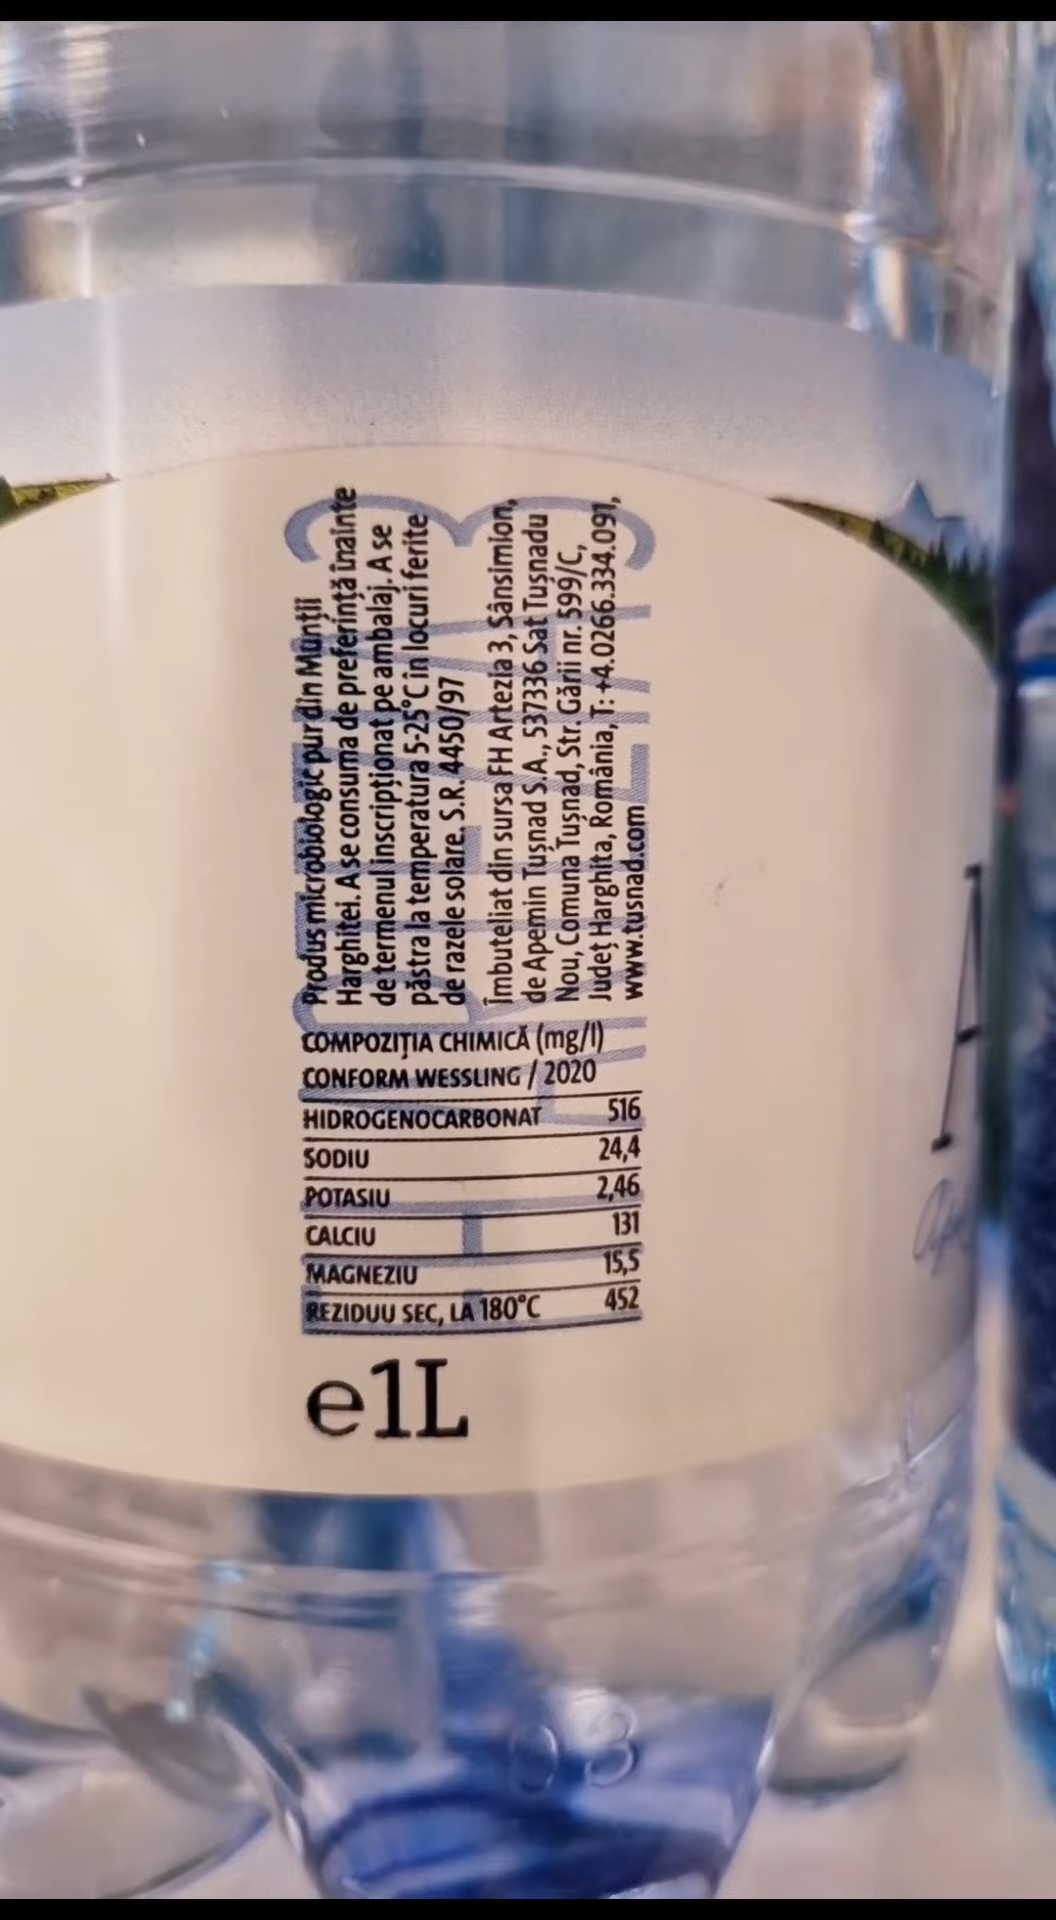 Produs microbiologic pur din Munții
Harghitei. A se consuma de preferință înainte
de termenul inscripționat pe ambalaj. A se
păstra la temperatura 5-25°C în locuri ferite
de razele solare. S.R. 4450/97
Îmbuteliat din sursa FH Artezia 3, Sânsimion,
de Apemin Tușnad S.A., 537336 Sat Tușnadu
Nou, Comuna Tușnad, Str. Gării nr. 599/C,
Județ Harghita, România, T: +4.0266.334.091,
www.tusnad.com
COMPOZIȚIA CHIMICĂ (mg/l)
CONFORM WESSLING / 2020
HIDROGENOCARBONAT 516
SODIU 24,4
POTASIU 2,46
CALCIU 131
MAGNEZIU 15,5
REZIDUU SEC, LA 180°C 452
e1L
03